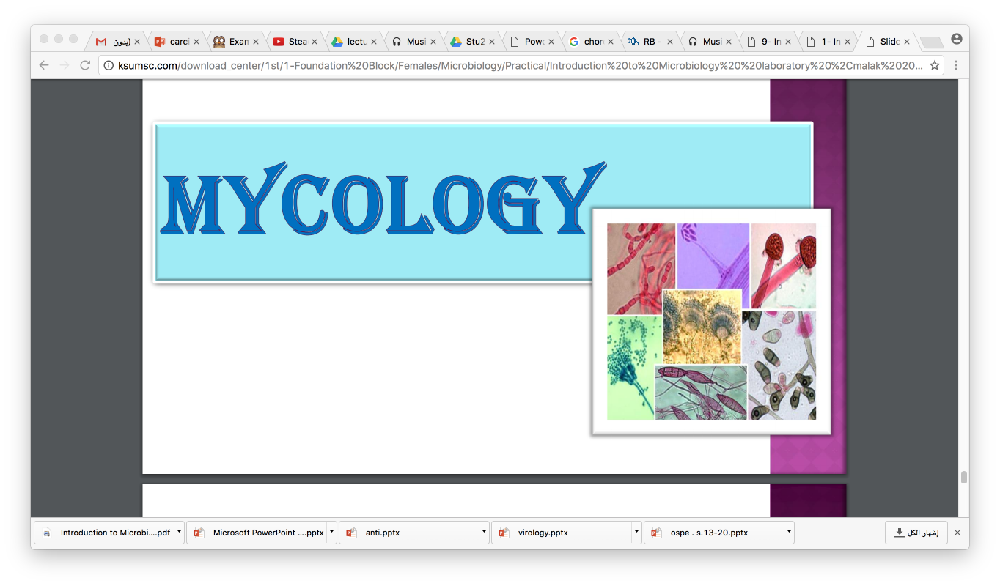 (بدون
carci
Exam
Stea
lectu
Musi
Stu2
Powe
chor
RB -
Musi
9- In
1- In
Slide
ksumsc.com/download_center/1st/1-Foundation%20Block/Females/Microbiology/Practical/Introduction%20to%20Microbiology%20%20laboratory%20%2Cmalak%2020...
MYCOLOGY
Introduction to Microbi....pdf
Microsoft PowerPoint ....pptx
anti.pptx
virology.pptx
ospe . s.13-20.pptx
إظهار الكل